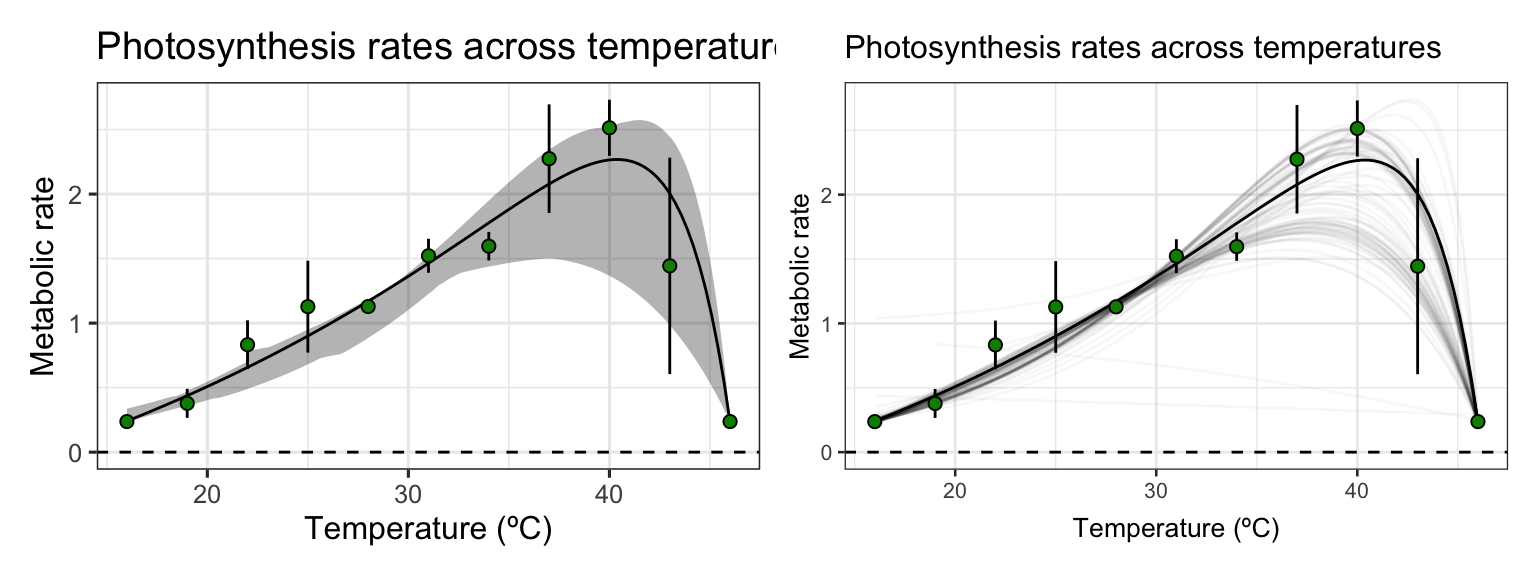 Photosynthesis rates across temperatur
Metabolic rate
2
1
0
20 30 40
Temperature (ºC)
Photosynthesis rates across temperatures
Metabolic rate
2
1
0
20 30 40
Temperature (ºC)